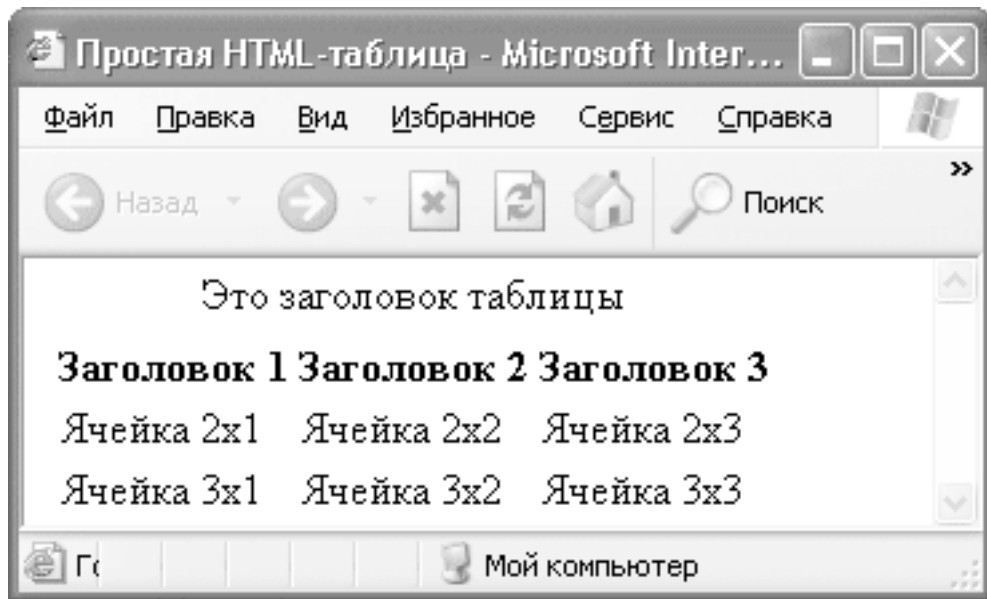 Простая HTML-таблица - Microsoft Inter...
Файл Правка Вид Избранное Сервис Справка
Назад Поиск »
Это заголовок таблицы
Заголовок 1 Заголовок 2 Заголовок 3
Ячейка 2x1 Ячейка 2x2 Ячейка 2x3
Ячейка 3x1 Ячейка 3x2 Ячейка 3x3
Мой компьютер